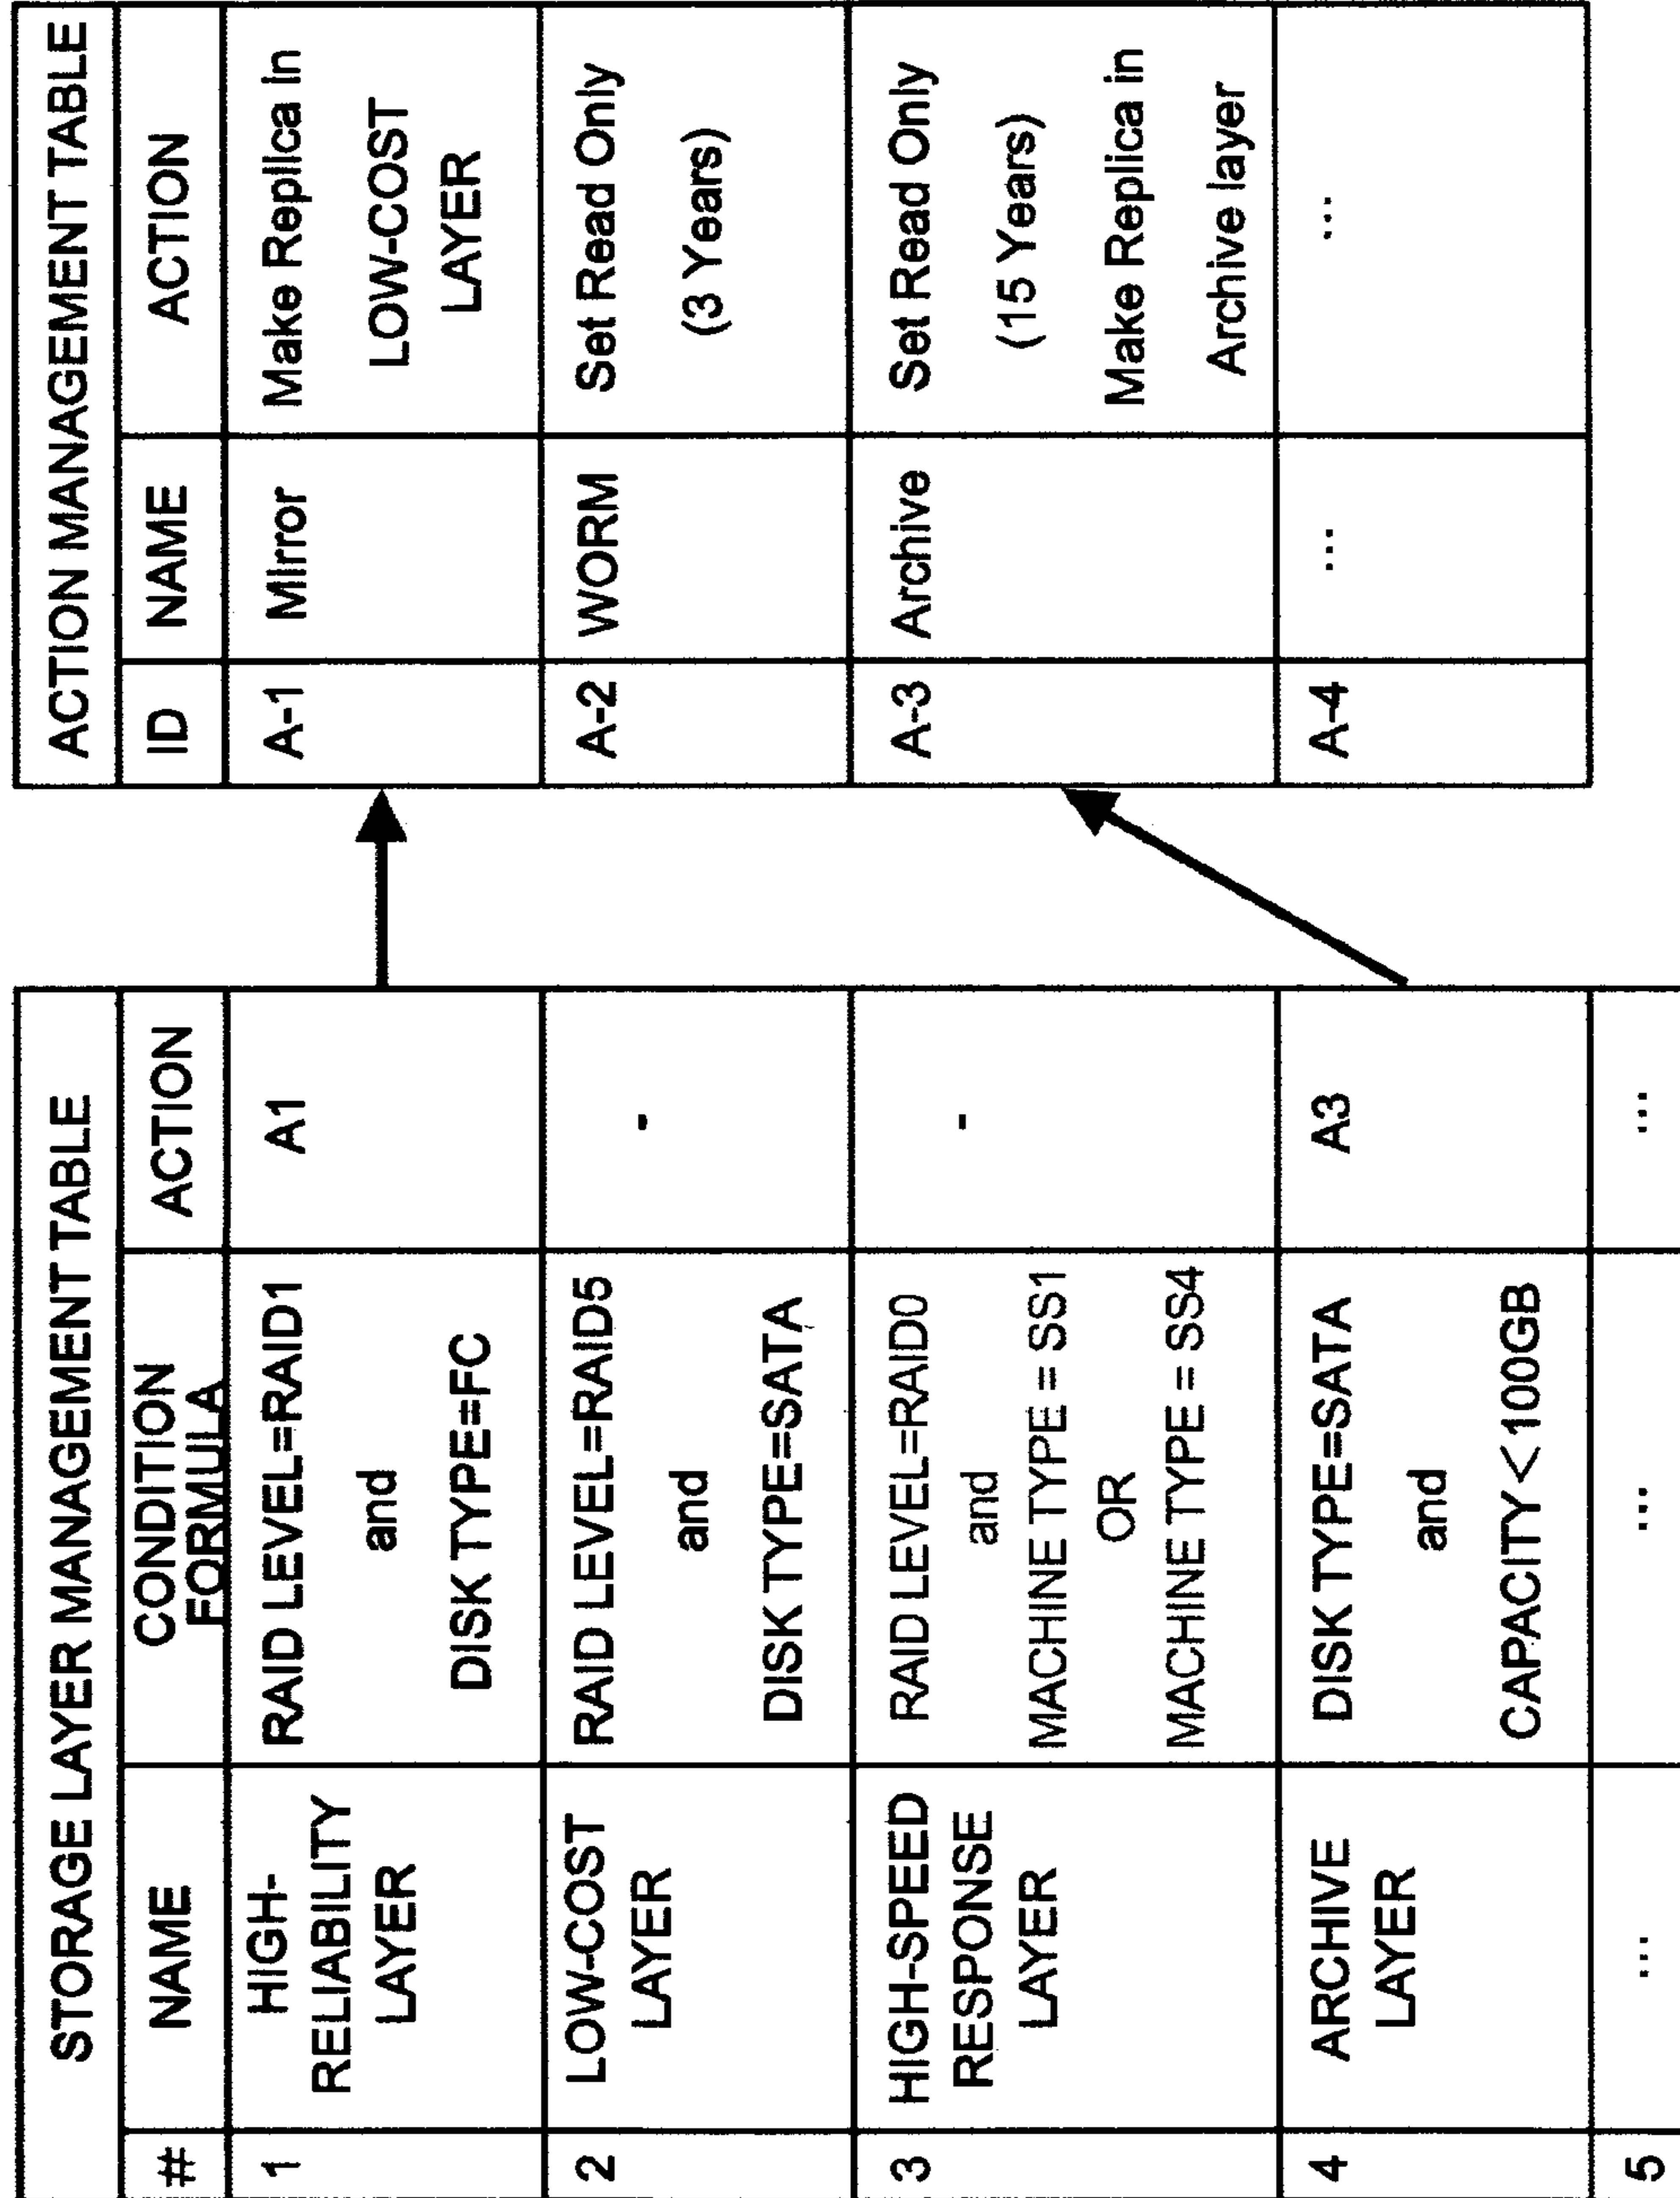 STORAGE LAYER MANAGEMENT TABLE
# NAME CONDITION FORMULA ACTION
1 HIGH-RELIABILITY LAYER RAID LEVEL=RAID1 and DISK TYPE=FC A1
2 LOW-COST LAYER RAID LEVEL=RAID5 and DISK TYPE=SATA -
3 HIGH-SPEED RESPONSE LAYER RAID LEVEL=RAID0 and MACHINE TYPE = SS1 OR MACHINE TYPE = SS4 -
4 ARCHIVE LAYER DISK TYPE=SATA and CAPACITY<100GB A3
5 ... ... ...
ACTION MANAGEMENT TABLE
ID NAME ACTION
A-1 Mirror Make Replica in LOW-COST LAYER
A-2 WORM Set Read Only (3 Years)
A-3 Archive Set Read Only (15 Years) Make Replica in Archive layer
A-4 ... ...